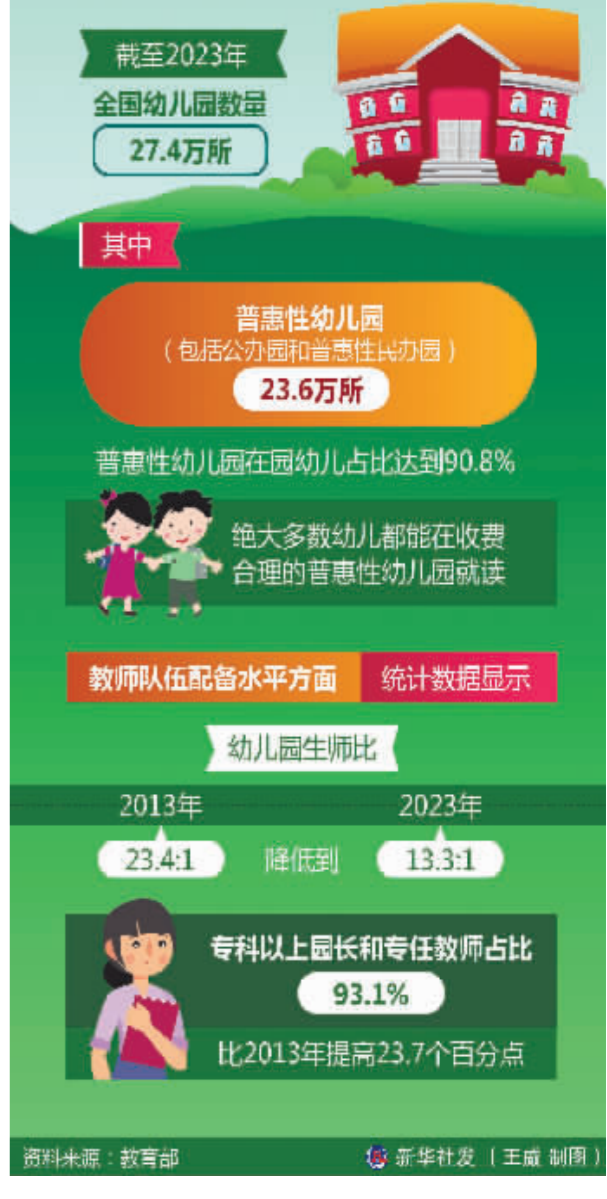 截至2023年
全国幼儿园数量
27.4万所
其中
普惠性幼儿园
（包括公办园和普惠性民办园）
23.6万所
普惠性幼儿园在园幼儿占比达到90.8%
绝大多数幼儿都能在收费
合理的普惠性幼儿园就读
教师队伍配备水平方面 统计数据显示
幼儿园生师比
2013年 2023年
23.4:1 降低到 13.3:1
专科以上园长和专任教师占比
93.1%
比2013年提高23.7个百分点
资料来源：教育部 新华社发（王威 制图）